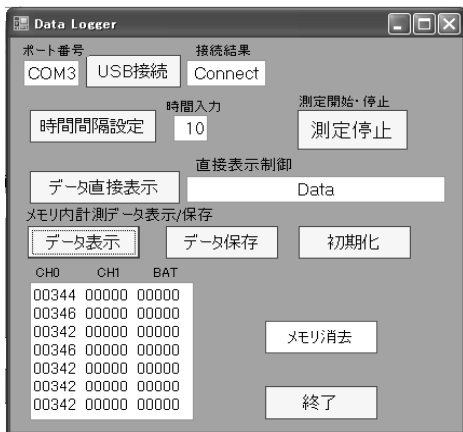 Data Logger
ポート番号 接続結果
COM3 USB接続 Connect
時間入力 測定開始・停止
時間間隔設定 10 測定停止
直接表示制御
データ直接表示 Data
メモリ内計測データ表示/保存
データ表示 データ保存 初期化
CH0 CH1 BAT
00344 00000 00000
00346 00000 00000
00342 00000 00000
00346 00000 00000
00342 00000 00000
00342 00000 00000
00342 00000 00000
メモリ消去
終了